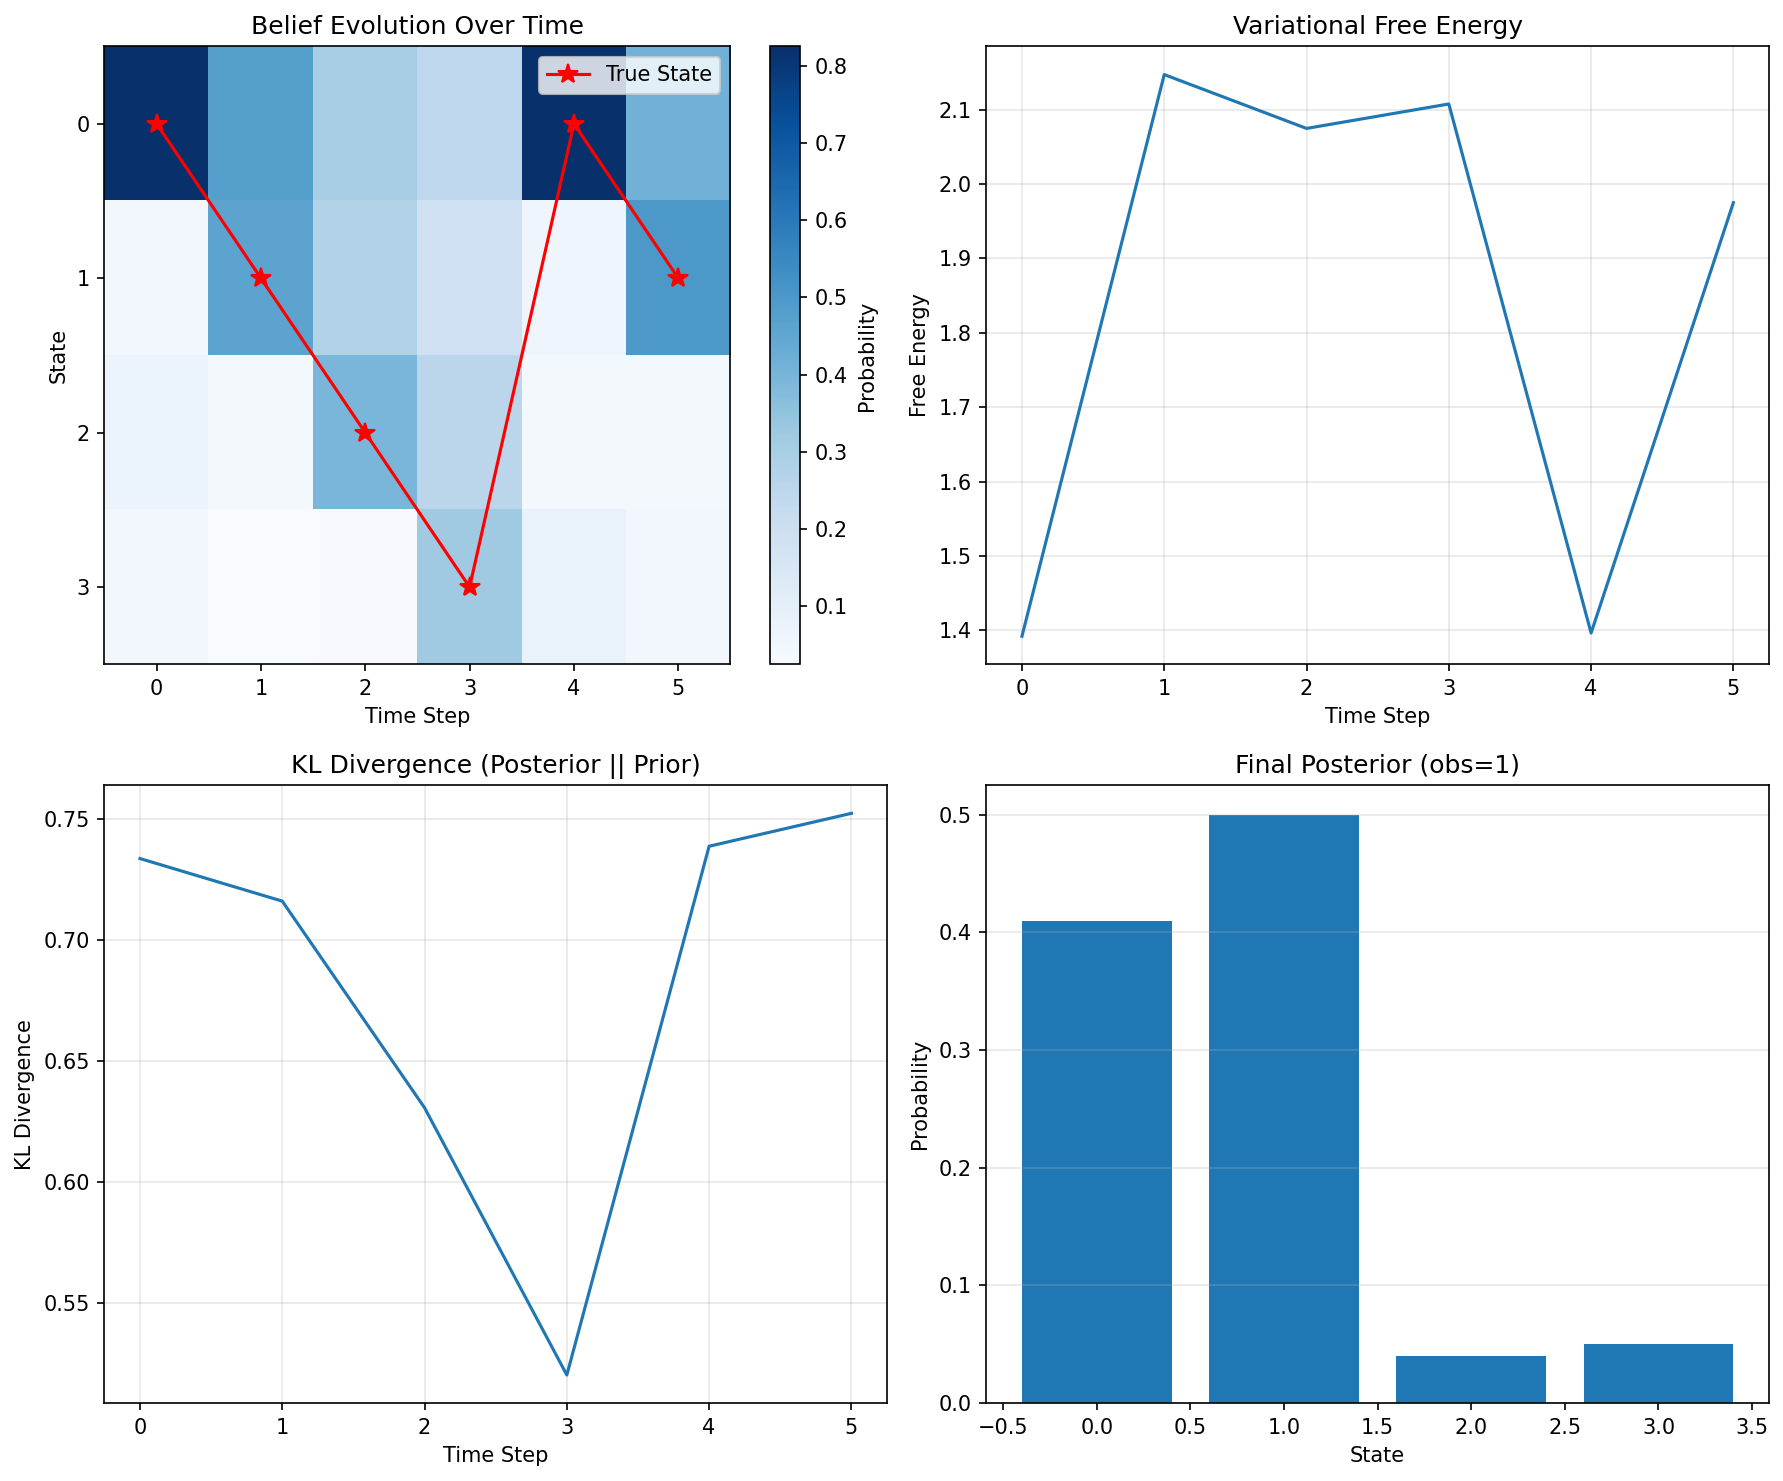 Belief Evolution Over Time
True State
State
0
1
2
3
0 1 2 3 4 5
Time Step
0.8
0.7
0.6
0.5
0.4
0.3
0.2
0.1
Probability
Variational Free Energy
Free Energy
2.1
2.0
1.9
1.8
1.7
1.6
1.5
1.4
0 1 2 3 4 5
Time Step
KL Divergence (Posterior || Prior)
KL Divergence
0.75
0.70
0.65
0.60
0.55
0 1 2 3 4 5
Time Step
Final Posterior (obs=1)
Probability
0.5
0.4
0.3
0.2
0.1
0.0
−0.5 0.0 0.5 1.0 1.5 2.0 2.5 3.0 3.5
State